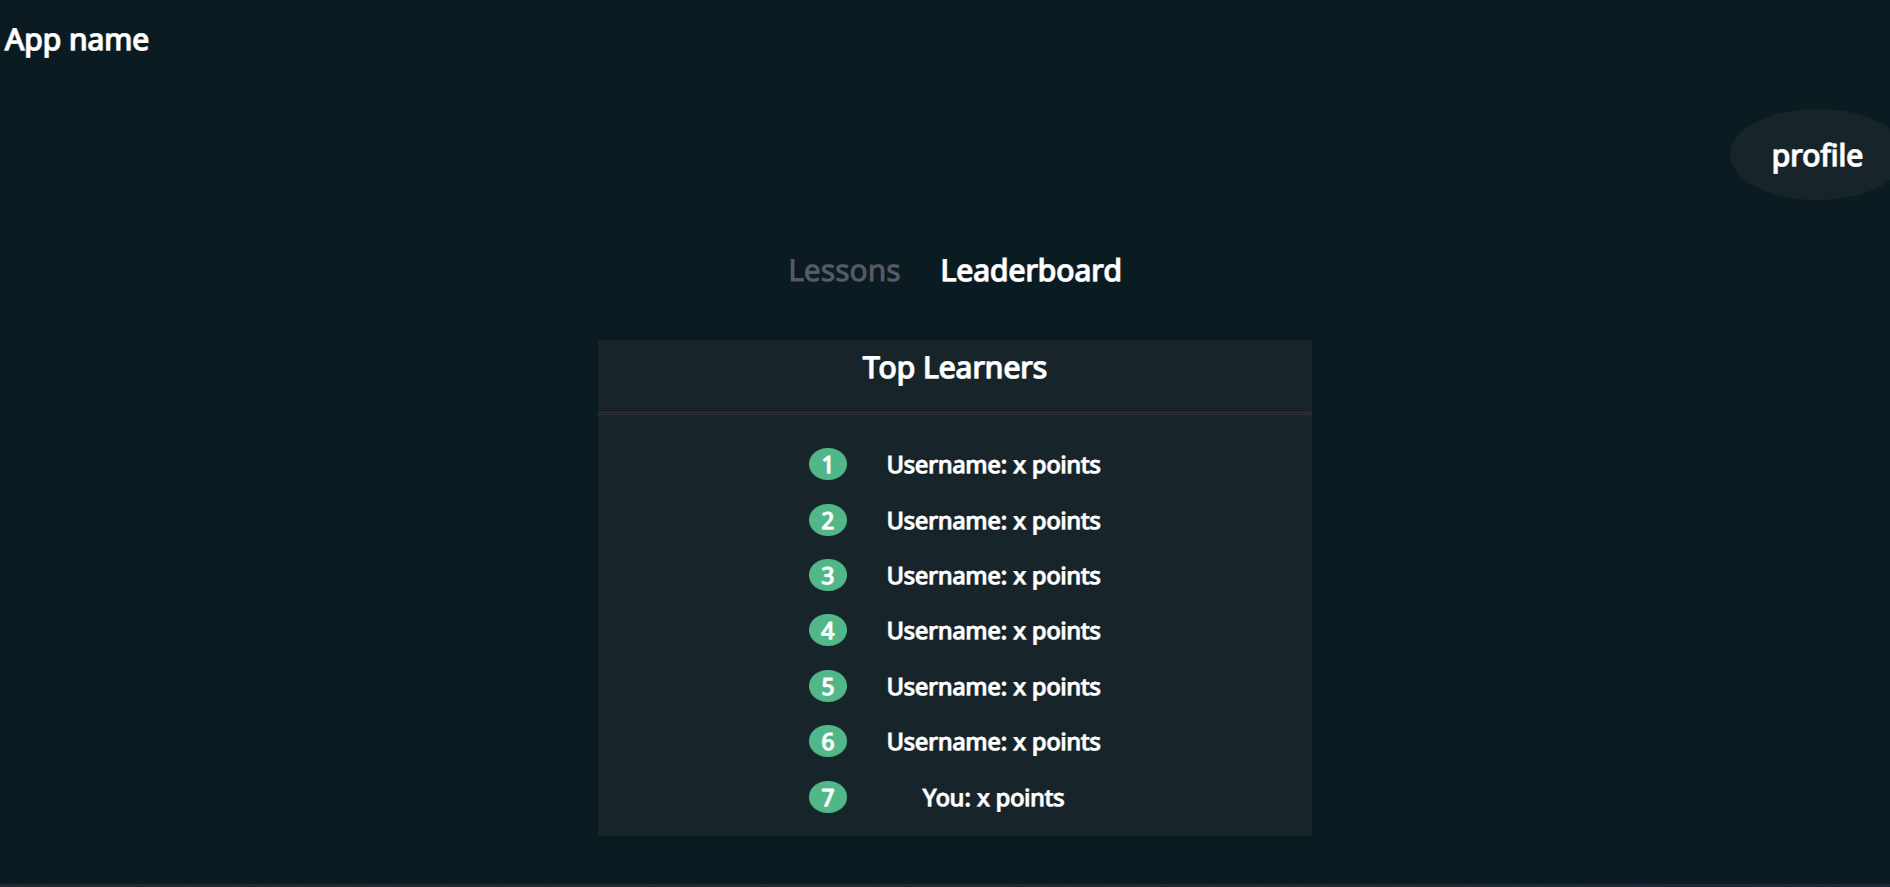 App name
profile
Lessons Leaderboard
Top Learners
1 Username: x points
2 Username: x points
3 Username: x points
4 Username: x points
5 Username: x points
6 Username: x points
7 You: x points